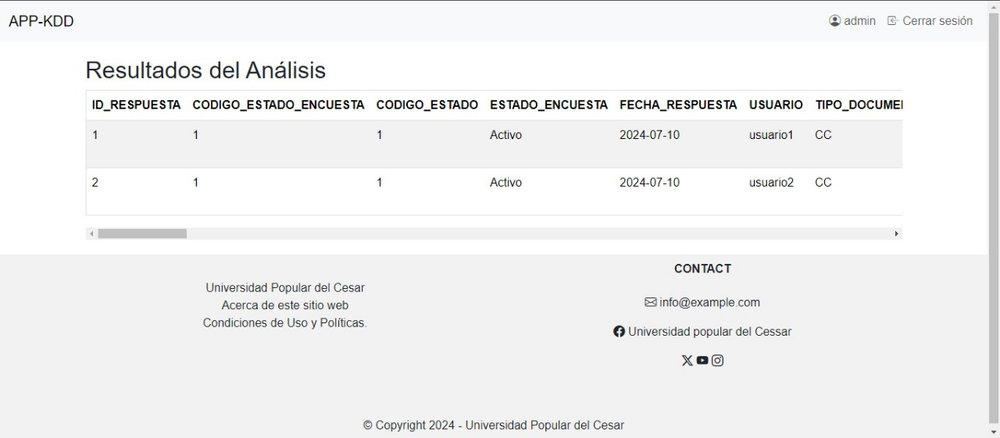 APP-KDD admin Cerrar sesión
Resultados del Análisis
ID_RESPUESTA CODIGO_ESTADO_ENCUESTA CODIGO_ESTADO ESTADO_ENCUESTA FECHA_RESPUESTA USUARIO TIPO_DOCUME
1 1 1 Activo 2024-07-10 usuario1 CC
2 1 1 Activo 2024-07-10 usuario2 CC
Universidad Popular del Cesar
Acerca de este sitio web
Condiciones de Uso y Políticas.
CONTACT
info@example.com
Universidad popular del Cessar
© Copyright 2024 - Universidad Popular del Cesar